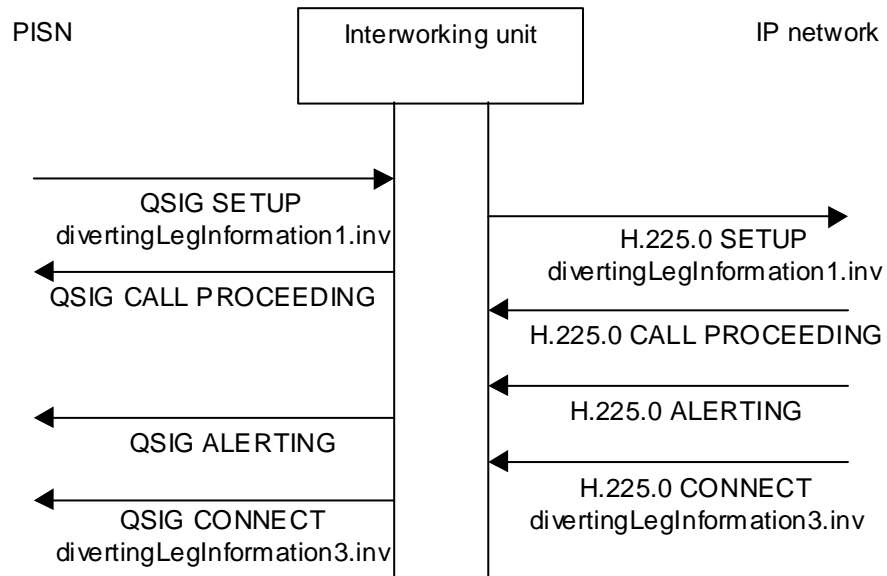 PISN
Interworking unit
IP network
QSIG SETUP
divertingLegInformation1.inv
H.225.0 SETUP
divertingLegInformation1.inv
QSIG CALL PROCEEDING
H.225.0 CALL PROCEEDING
H.225.0 ALERTING
QSIG ALERTING
H.225.0 CONNECT
divertingLegInformation3.inv
QSIG CONNECT
divertingLegInformation3.inv